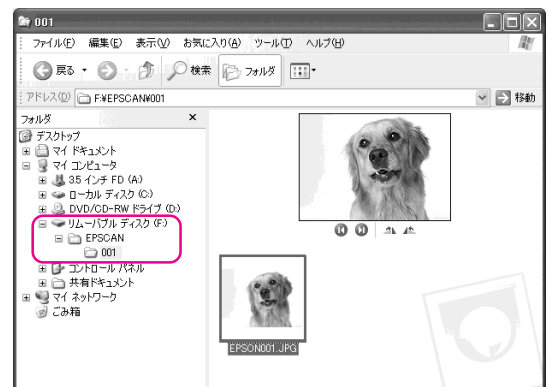 001
ファイル(F) 編集(E) 表示(V) お気に入り(A) ツール(T) ヘルプ(H)
戻る 検索 フォルダ
アドレス(D) F:¥EPSCAN¥001 移動
フォルダ ×
デスクトップ
マイ ドキュメント
マイ コンピュータ
3.5 インチ FD (A:)
ローカル ディスク (C:)
DVD/CD-RW ドライブ (D:)
リムーバブル ディスク (F:)
EPSCAN
001
コントロール パネル
共有ドキュメント
マイ ネットワーク
ごみ箱
EPSON001.JPG